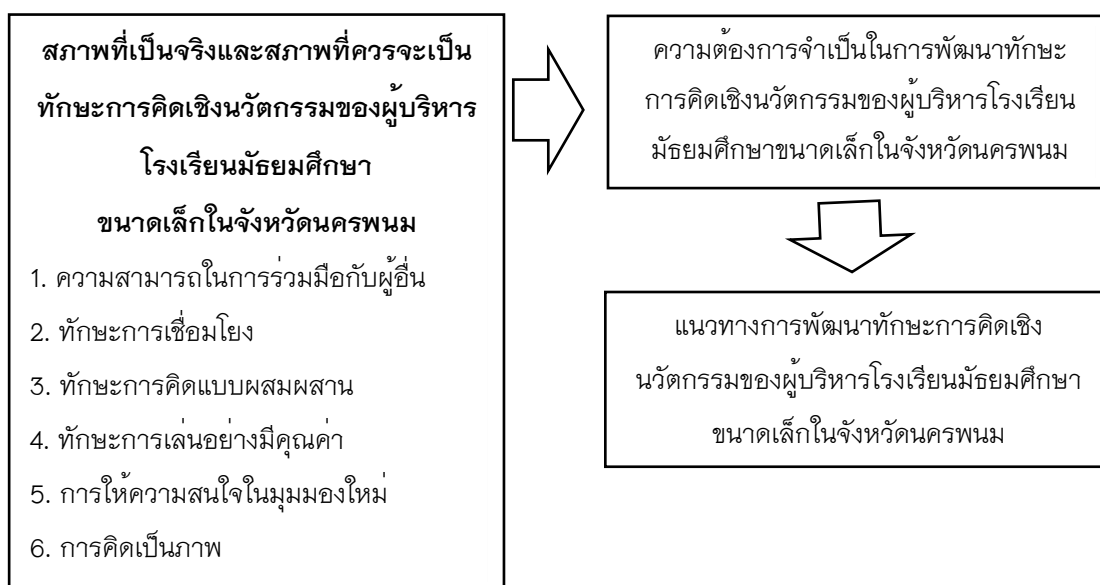 สภาพที่เป็นจริงและสภาพที่ควรจะเป็น
ทักษะการคิดเชิงนวัตกรรมของผู้บริหาร
โรงเรียนมัธยมศึกษา
ขนาดเล็กในจังหวัดนครพนม
1. ความสามารถในการร่วมมือกับผู้อื่น
2. ทักษะการเชื่อมโยง
3. ทักษะการคิดแบบผสมผสาน
4. ทักษะการเล่นอย่างมีคุณค่า
5. การให้ความสนใจในมุมมองใหม่
6. การคิดเป็นภาพ
ความต้องการจำเป็นในการพัฒนาทักษะ
การคิดเชิงนวัตกรรมของผู้บริหารโรงเรียน
มัธยมศึกษาขนาดเล็กในจังหวัดนครพนม
แนวทางการพัฒนาทักษะการคิดเชิง
นวัตกรรมของผู้บริหารโรงเรียนมัธยมศึกษา
ขนาดเล็กในจังหวัดนครพนม